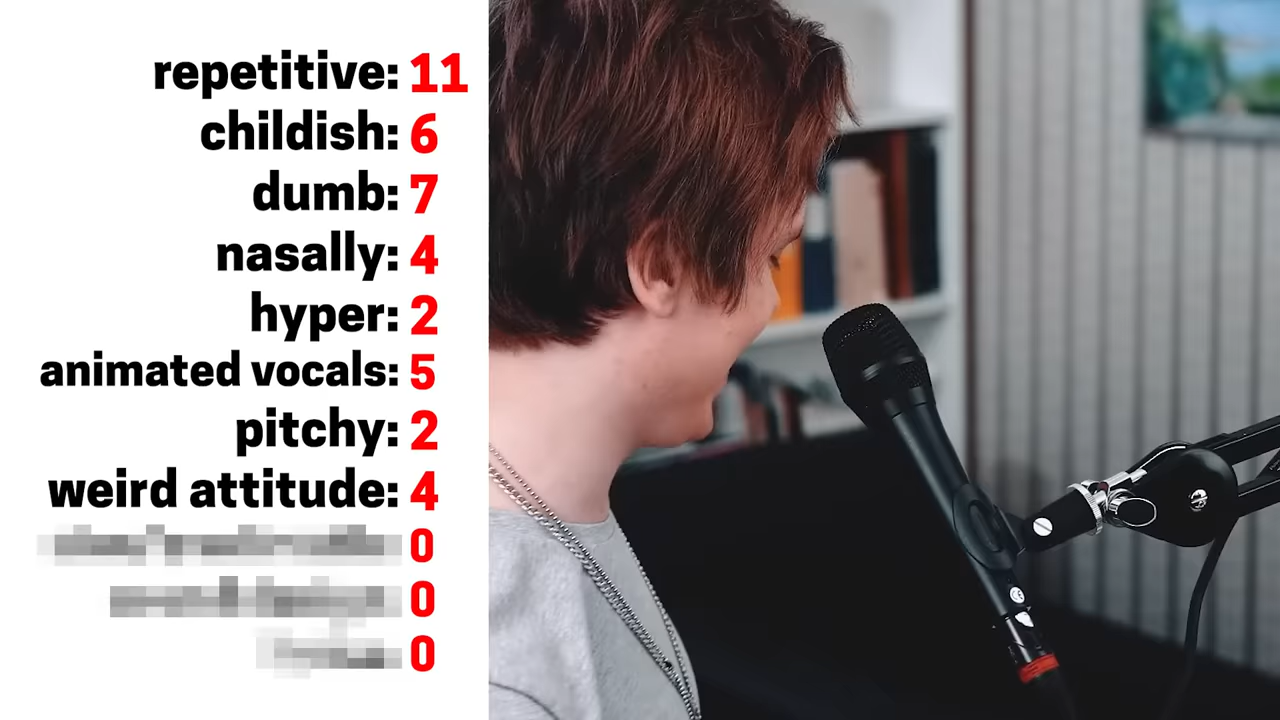 repetitive: 11
childish: 6
dumb: 7
nasally: 4
hyper: 2
animated vocals: 5
pitchy: 2
weird attitude: 4
0
0
0